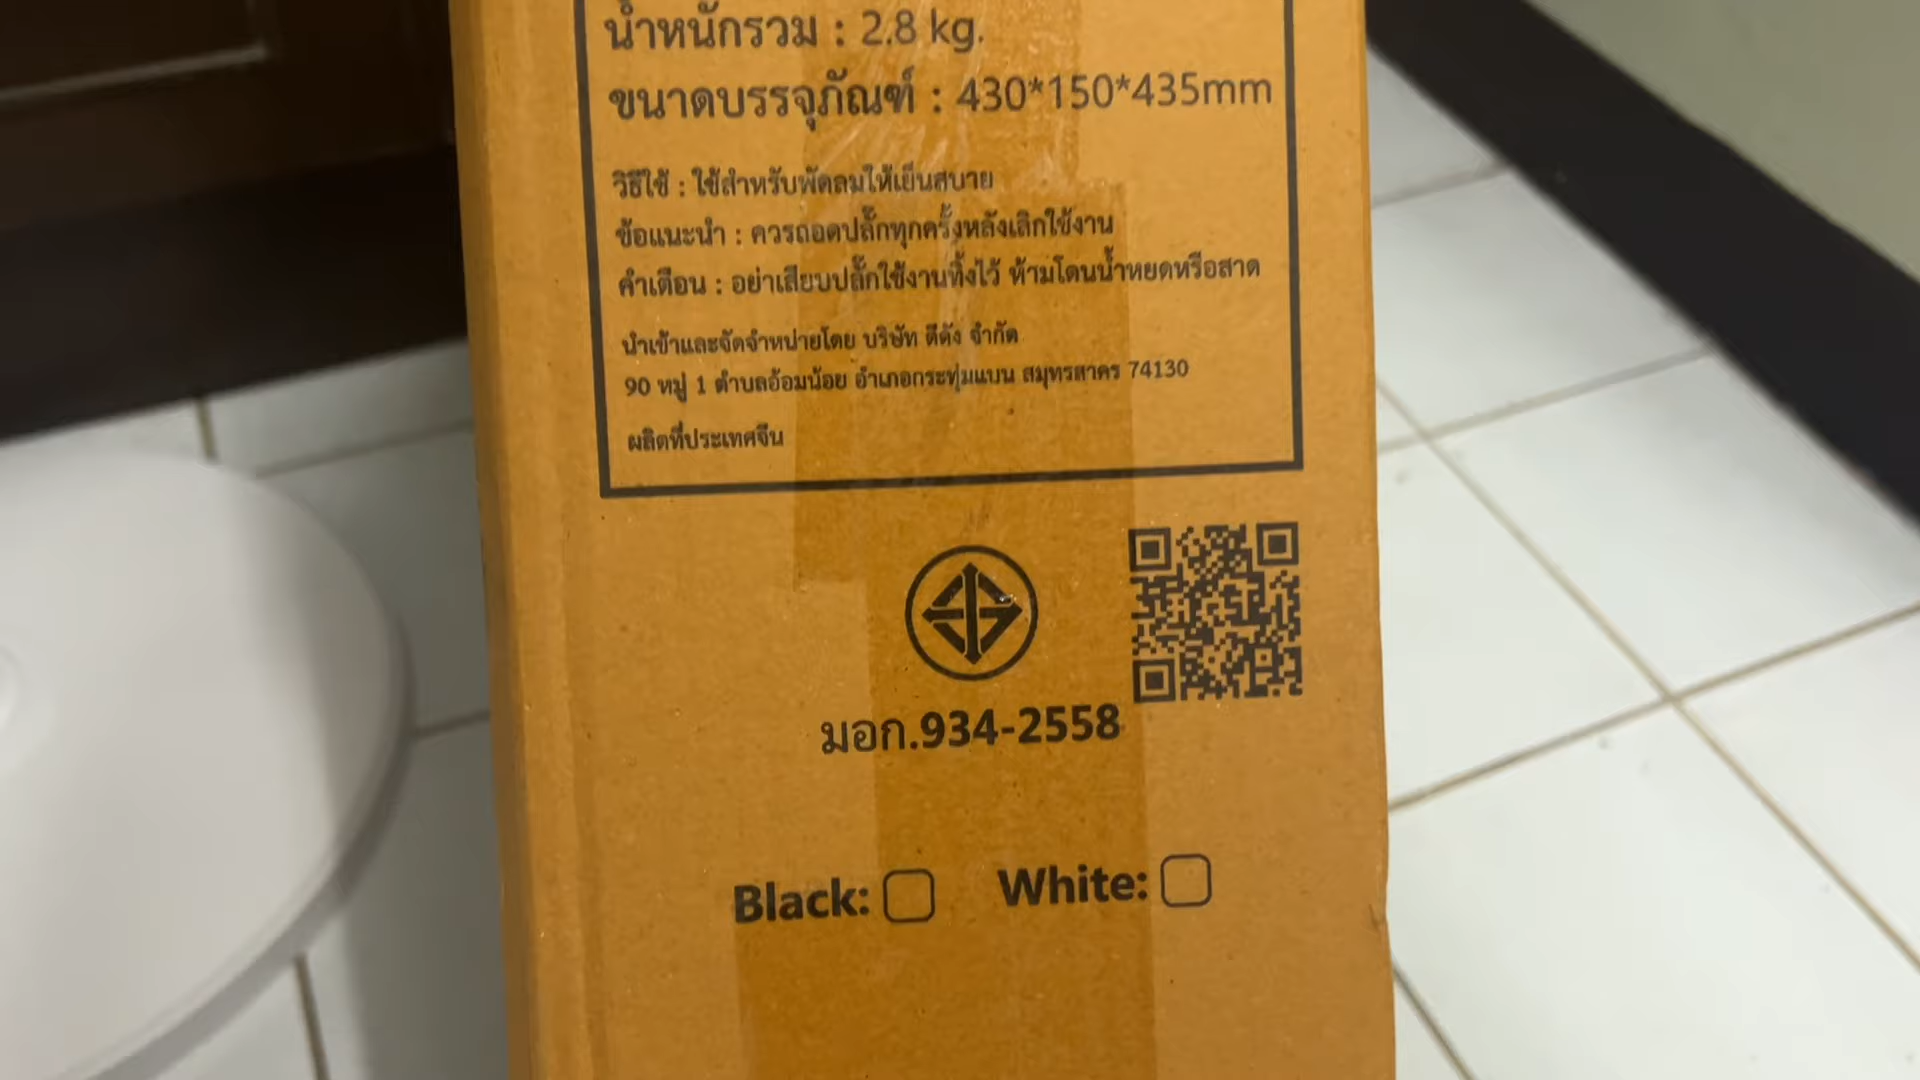 น้ำหนักรวม : 2.8 kg.
ขนาดบรรจุภัณฑ์ : 430*150*435mm
วิธีใช้ : ใช้สำหรับพัดลมให้เย็นสบาย
ข้อแนะนำ : ควรถอดปลั๊กทุกครั้งหลังเลิกใช้งาน
คำเตือน : อย่าเสียบปลั๊กใช้งานทิ้งไว้ ห้ามโดนน้ำหยดหรือสาด
นำเข้าและจัดจำหน่ายโดย บริษัท ดีดัง จำกัด
90 หมู่ 1 ตำบลอ้อมน้อย อำเภอกระทุ่มแบน สมุทรสาคร 74130
ผลิตที่ประเทศจีน
มอก.934-2558
Black: White: